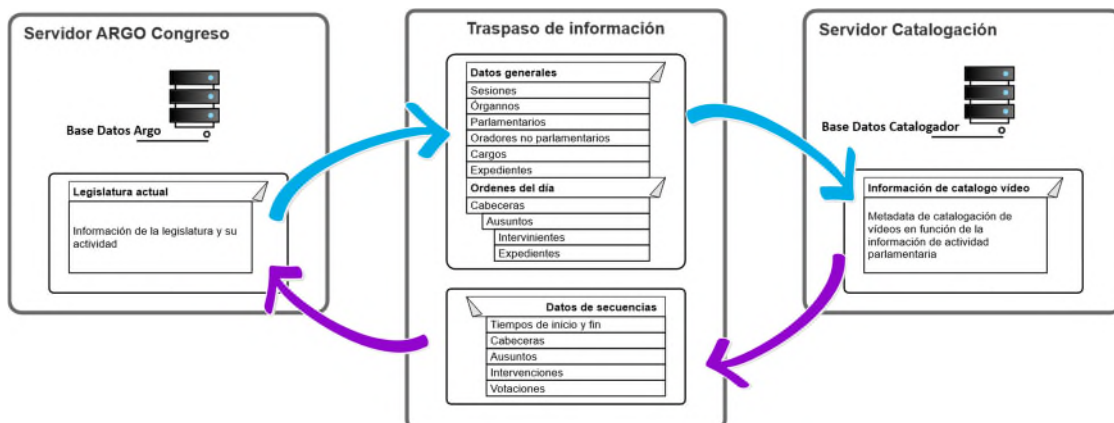 Servidor ARGO Congreso
Base Datos Argo
Legislatura actual
Información de la legislatura y su
actividad
Traspaso de información
Datos generales
Sesiones
Órgannos
Parlamentarios
Oradores no parlamentarios
Cargos
Expedientes
Ordenes del día
Cabeceras
Ausuntos
Intervinientes
Expedientes
Datos de secuencias
Tiempos de inicio y fin
Cabeceras
Ausuntos
Intervenciones
Votaciones
Servidor Catalogación
Base Datos Catalogador
Información de catalogo vídeo
Metadata de catalogación de
vídeos en función de la
información de actividad
parlamentaria